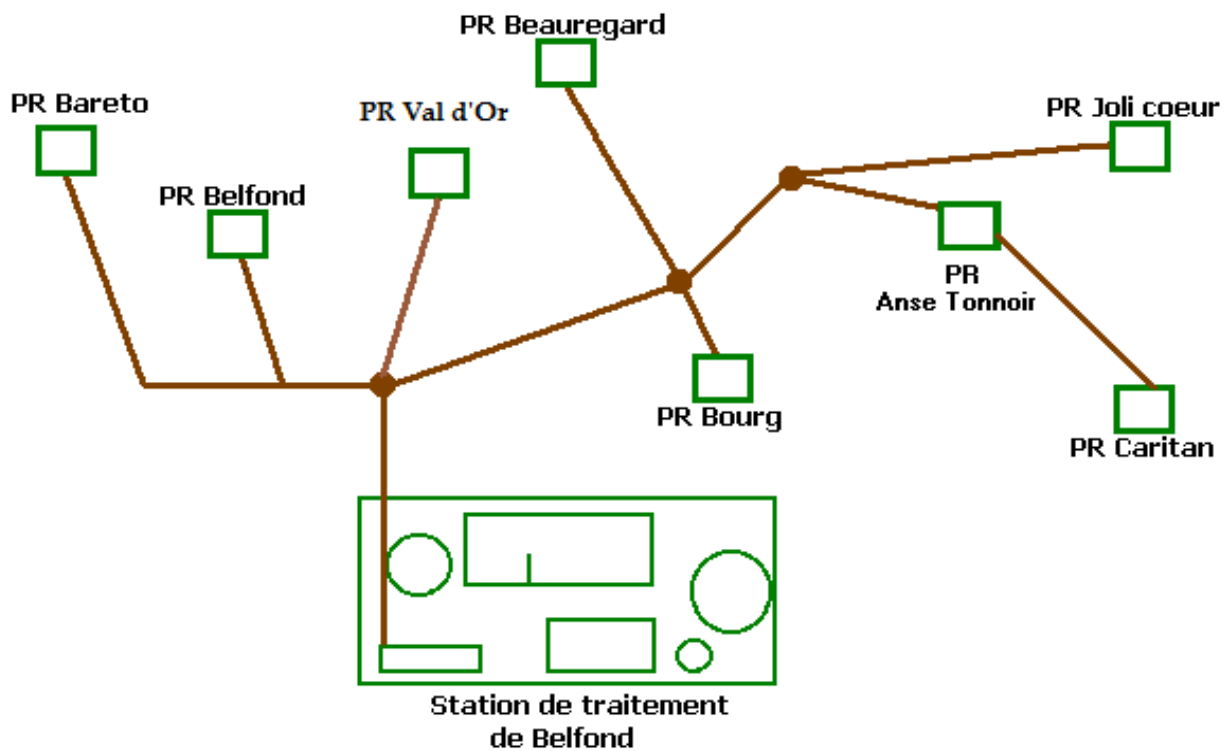 PR Beauregard
PR Bareto
PR Val d'Or
PR Joli coeur
PR Belfond
PR
Anse Tonnoir
PR Bourg
PR Caritan
Station de traitement
de Belfond